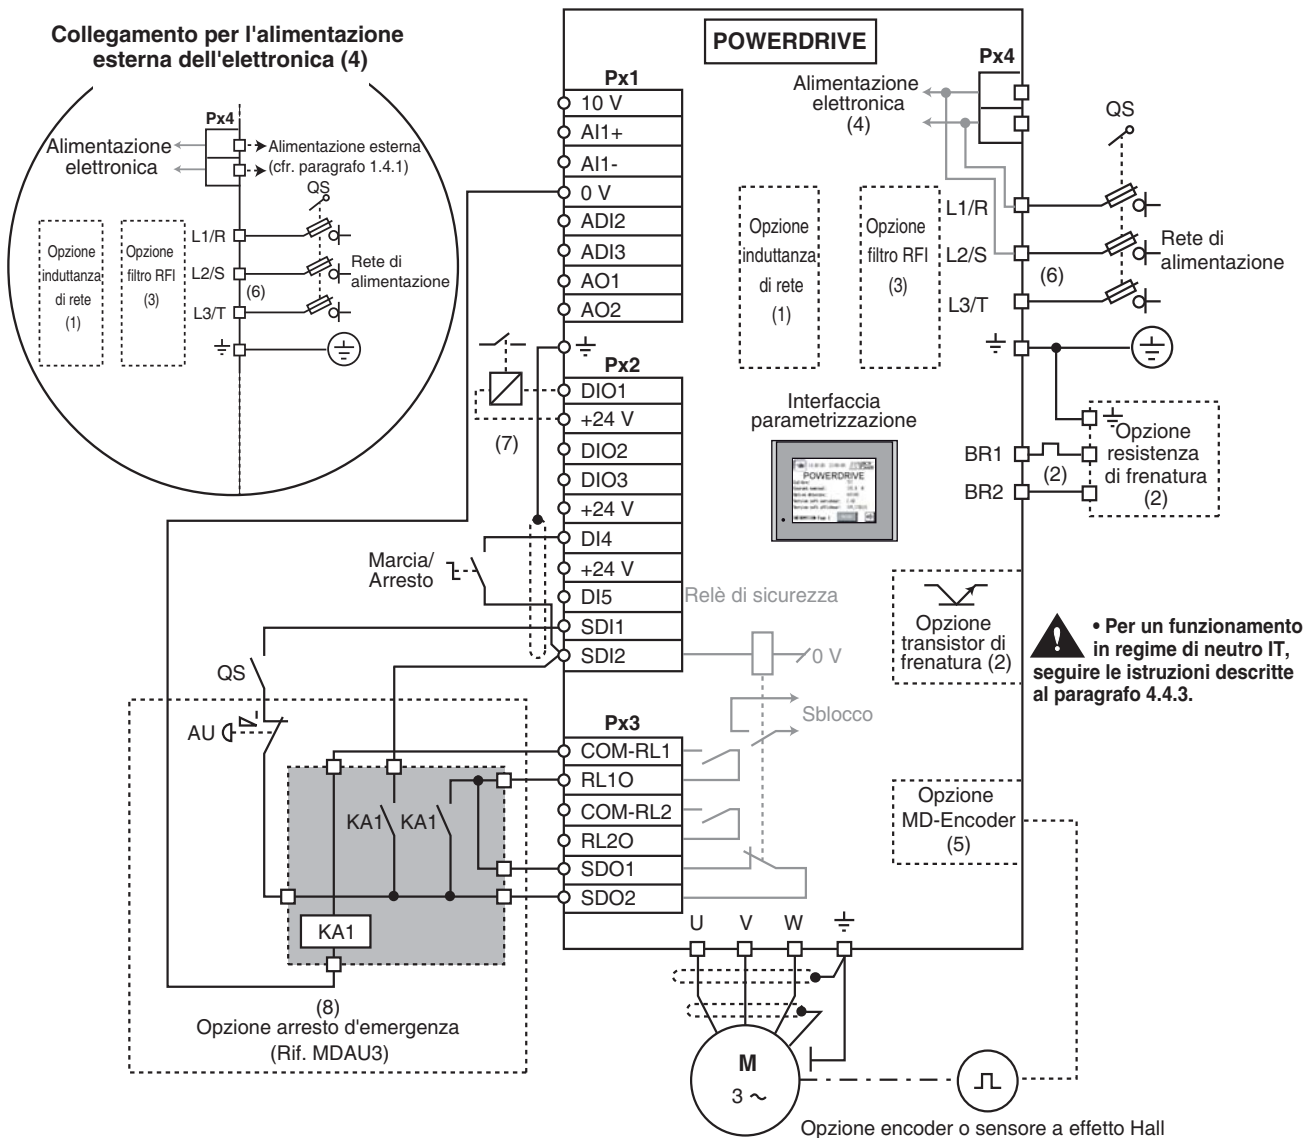 Collegamento per l'alimentazione
esterna dell'elettronica (4)
Px4
Alimentazione
elettronica
Alimentazione esterna
(cfr. paragrafo 1.4.1)
QS
Opzione
induttanza
di rete
(1)
Opzione
filtro RFI
(3)
L1/R
L2/S
L3/T
(6)
Rete di
alimentazione
POWERDRIVE
Px1
10 V
AI1+
AI1-
0 V
ADI2
ADI3
AO1
AO2
Px2
DIO1
+24 V
DIO2
DIO3
+24 V
DI4
+24 V
DI5
SDI1
SDI2
Px3
COM-RL1
RL1O
COM-RL2
RL2O
SDO1
SDO2
Alimentazione
elettronica
(4)
Px4
QS
Opzione
induttanza
di rete
(1)
Opzione
filtro RFI
(3)
L1/R
L2/S
L3/T
(6)
Rete di
alimentazione
Interfaccia
parametrizzazione
POWERDRIVE
BR1
BR2
(2)
Opzione
resistenza
di frenatura
(2)
Opzione
transistor di
frenatura (2)
! • Per un funzionamento
in regime di neutro IT,
seguire le istruzioni descritte
al paragrafo 4.4.3.
Relè di sicurezza
0 V
Sblocco
Opzione
MD-Encoder
(5)
(7)
Marcia/
Arresto
QS
AU
KA1
KA1
KA1
(8)
Opzione arresto d'emergenza
(Rif. MDAU3)
U
V
W
M
3 ~
Opzione encoder o sensore a effetto Hall